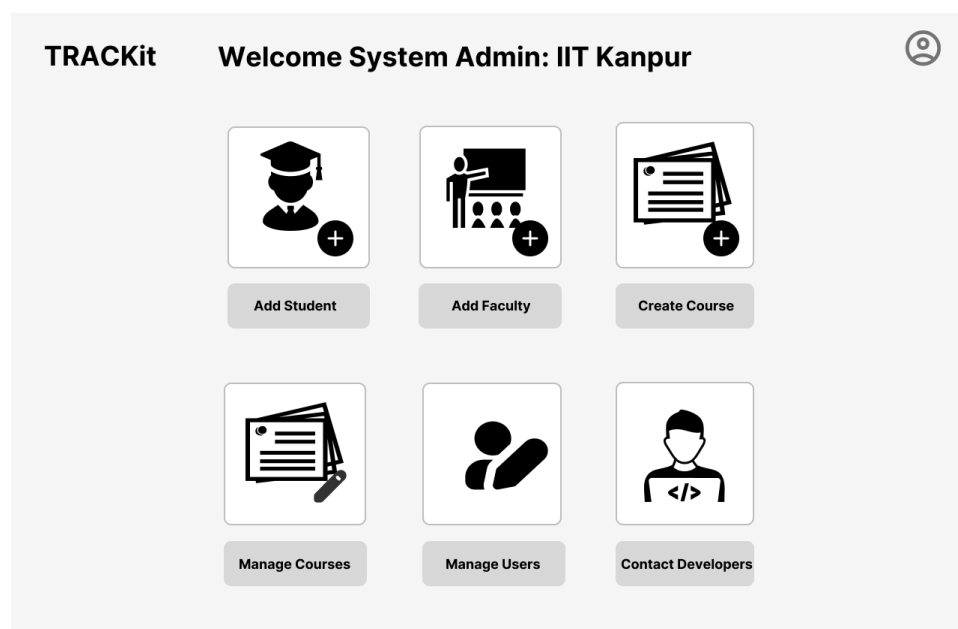 TRACKit
Welcome System Admin: IIT Kanpur
Add Student
Add Faculty
Create Course
Manage Courses
Manage Users
</>
Contact Developers